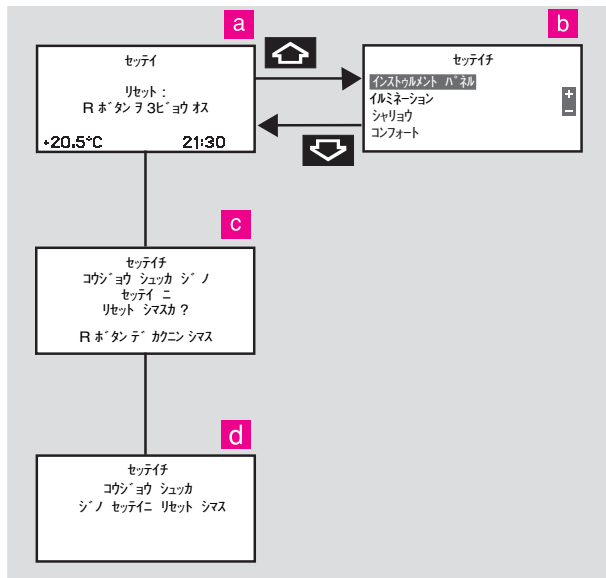 a
セッテイ
リセット :
R ボタン ヲ 3ビョウ オス
+20.5°C 21:30
b
セッテイチ
インストゥルメント パネル
イルミネーション
シャリョウ
コンフォート
+
−
c
セッテイチ
コウジョウ シュッカ ジ ノ
セッテイ ニ
リセット シマスカ ?
R ボタン デ カクニン シマス
d
セッテイチ
コウジョウ シュッカ
ジノ セッテイニ リセット シマス